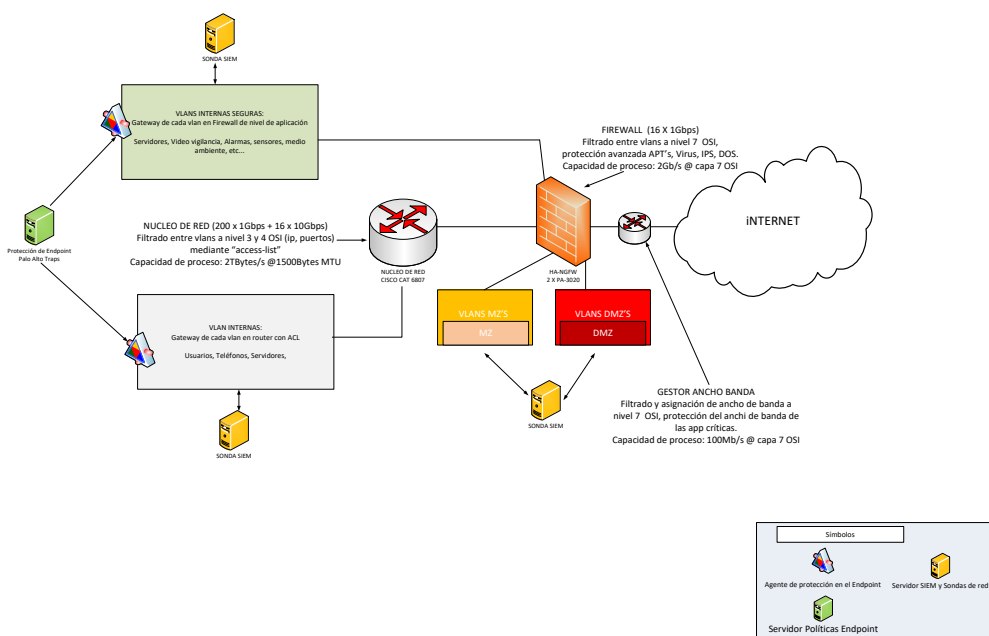 SONDA SIEM
VLANS INTERNAS SEGURAS:
Gateway de cada vlan en Firewall de nivel de aplicación
Servidores, Video vigilancia, Alarmas, sensores, medio
ambiente, etc...
FIREWALL (16 X 1Gbps)
Filtrado entre vlans a nivel 7 OSI,
protección avanzada APT's, Virus, IPS, DOS.
Capacidad de proceso: 2Gb/s @ capa 7 OSI
iNTERNET
Protección de Endpoint
Palo Alto Traps
NUCLEO DE RED (200 x 1Gbps + 16 x 10Gbps)
Filtrado entre vlans a nivel 3 y 4 OSI (ip, puertos)
mediante “access-list”
Capacidad de proceso: 2TBytes/s @1500Bytes MTU
NUCLEO DE RED
CISCO CAT 6807
HA-NGFW
2 X PA-3020
VLANS MZ'S
MZ
VLANS DMZ'S
DMZ
VLAN INTERNAS:
Gateway de cada vlan en router con ACL
Usuarios, Teléfonos, Servidores,
SONDA SIEM
SONDA SIEM
GESTOR ANCHO BANDA
Filtrado y asignación de ancho de banda a
nivel 7 OSI, protección del anchi de banda de
las app críticas.
Capacidad de proceso: 100Mb/s @ capa 7 OSI
Símbolos
Agente de protección en el Endpoint
Servidor SIEM y Sondas de red
Servidor Políticas Endpoint